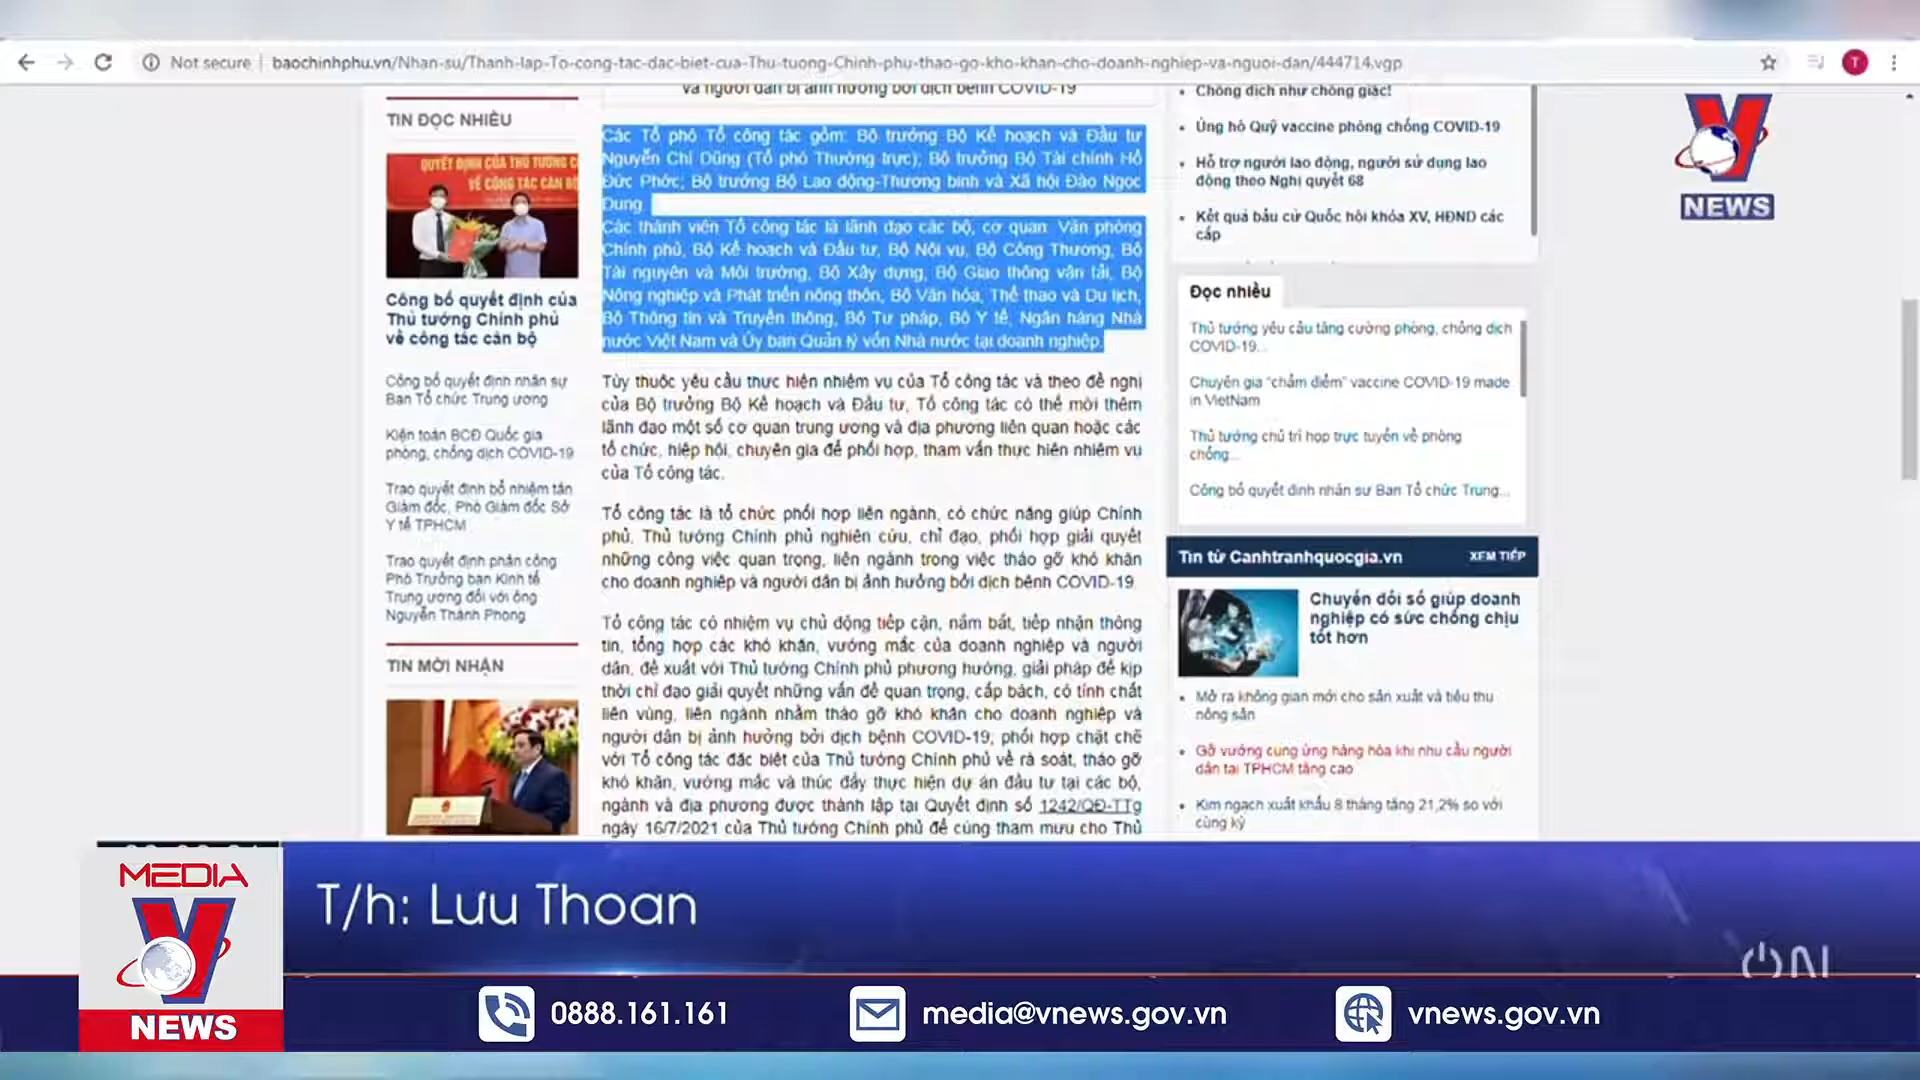 Not secure | baochinhphu.vn/Nhan-su/Thanh-lap-To-cong-tac-dac-biet-cua-Thu-tuong-Chinh-phu-thao-go-kho-khan-cho-doanh-nghiep-va-nguoi-dan/444714.vgp
T
TIN ĐỌC NHIỀU
QUYẾT ĐỊNH CỦA THỦ TƯỚNG C
VỀ CÔNG TÁC CÁN BỘ
Công bố quyết định của
Thủ tướng Chính phủ
về công tác cán bộ
Công bố quyết định nhân sự
Ban Tổ chức Trung ương
Kiện toàn BCĐ Quốc gia
phòng, chống dịch COVID-19
Trao quyết định bổ nhiệm tân
Giám đốc, Phó Giám đốc Sở
Y tế TPHCM
Trao quyết định phân công
Phó Trưởng ban Kinh tế
Trung ương đối với ông
Nguyễn Thành Phong
TIN MỚI NHẬN
và người dân bị ảnh hưởng bởi dịch bệnh COVID-19
Các Tổ phó Tổ công tác gồm: Bộ trưởng Bộ Kế hoạch và Đầu tư
Nguyễn Chí Dũng (Tổ phó Thường trực); Bộ trưởng Bộ Tài chính Hồ
Đức Phớc; Bộ trưởng Bộ Lao động-Thương binh và Xã hội Đào Ngọc
Dung
Các thành viên Tổ công tác là lãnh đạo các bộ, cơ quan: Văn phòng
Chính phủ, Bộ Kế hoạch và Đầu tư, Bộ Nội vụ, Bộ Công Thương, Bộ
Tài nguyên và Môi trường, Bộ Xây dựng, Bộ Giao thông vận tải, Bộ
Nông nghiệp và Phát triển nông thôn, Bộ Văn hóa, Thể thao và Du lịch,
Bộ Thông tin và Truyền thông, Bộ Tư pháp, Bộ Y tế, Ngân hàng Nhà
nước Việt Nam và Ủy ban Quản lý vốn Nhà nước tại doanh nghiệp.
Tùy thuộc yêu cầu thực hiện nhiệm vụ của Tổ công tác và theo đề nghị
của Bộ trưởng Bộ Kế hoạch và Đầu tư, Tổ công tác có thể mời thêm
lãnh đạo một số cơ quan trung ương và địa phương liên quan hoặc các
tổ chức, hiệp hội, chuyên gia để phối hợp, tham vấn thực hiện nhiệm vụ
của Tổ công tác.
Tổ công tác là tổ chức phối hợp liên ngành, có chức năng giúp Chính
phủ, Thủ tướng Chính phủ nghiên cứu, chỉ đạo, phối hợp giải quyết
những công việc quan trọng, liên ngành trong việc tháo gỡ khó khăn
cho doanh nghiệp và người dân bị ảnh hưởng bởi dịch bệnh COVID-19.
Tổ công tác có nhiệm vụ chủ động tiếp cận, nắm bắt, tiếp nhận thông
tin, tổng hợp các khó khăn, vướng mắc của doanh nghiệp và người
dân, đề xuất với Thủ tướng Chính phủ phương hướng, giải pháp để kịp
thời chỉ đạo giải quyết những vấn đề quan trọng, cấp bách, có tính chất
liên vùng, liên ngành nhằm tháo gỡ khó khăn cho doanh nghiệp và
người dân bị ảnh hưởng bởi dịch bệnh COVID-19, phối hợp chặt chẽ
với Tổ công tác đặc biệt của Thủ tướng Chính phủ về rà soát, tháo gỡ
khó khăn, vướng mắc và thúc đẩy thực hiện dự án đầu tư tại các bộ,
ngành và địa phương được thành lập tại Quyết định số 1242/QĐ-TTg
ngày 16/7/2021 của Thủ tướng Chính phủ để cùng tham mưu cho Thủ
Chống dịch như chống giặc!
Ủng hộ Quỹ vaccine phòng chống COVID-19
Hỗ trợ người lao động, người sử dụng lao
động theo Nghị quyết 68
Kết quả bầu cử Quốc hội khóa XV, HĐND các
cấp
Đọc nhiều
Thủ tướng yêu cầu tăng cường phòng, chống dịch
COVID-19...
Chuyên gia “chấm điểm” vaccine COVID-19 made
in VietNam
Thủ tướng chủ trì họp trực tuyến về phòng
chống...
Công bố quyết định nhân sự Ban Tổ chức Trung...
Tin từ Canhtranhquocgia.vn XEM TIẾP
Chuyển đổi số giúp doanh
nghiệp có sức chống chịu
tốt hơn
Mở ra không gian mới cho sản xuất và tiêu thụ
nông sản
Gỡ vướng cung ứng hàng hóa khi nhu cầu người
dân tại TPHCM tăng cao
Kim ngạch xuất khẩu 8 tháng tăng 21,2% so với
cùng kỳ
NEWS
MEDIA
NEWS
T/h: Lưu Thoan
0888.161.161
media@vnews.gov.vn
vnews.gov.vn